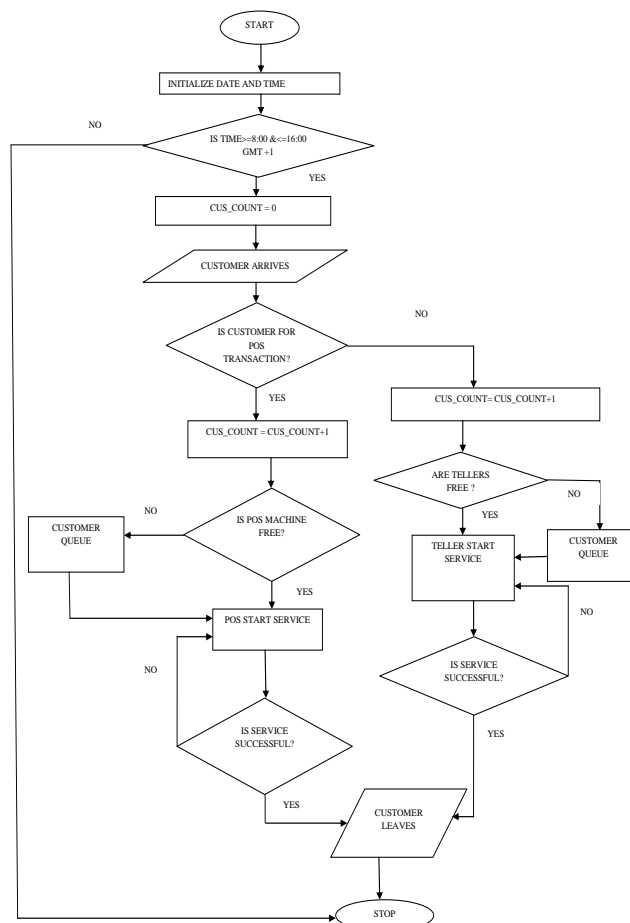 START
INITIALIZE DATE AND TIME
NO
IS TIME>=8:00 &<=16:00
GMT +1
YES
CUS_COUNT = 0
CUSTOMER ARRIVES
NO
IS CUSTOMER FOR
POS
TRANSACTION?
YES
CUS_COUNT= CUS_COUNT+1
CUS_COUNT = CUS_COUNT+1
ARE TELLERS
FREE ?
NO
YES
NO
IS POS MACHINE
FREE?
CUSTOMER
QUEUE
TELLER START
SERVICE
CUSTOMER
QUEUE
YES
POS START SERVICE
NO
NO
IS SERVICE
SUCCESSFUL?
YES
IS SERVICE
SUCCESSFUL?
YES
CUSTOMER
LEAVES
STOP